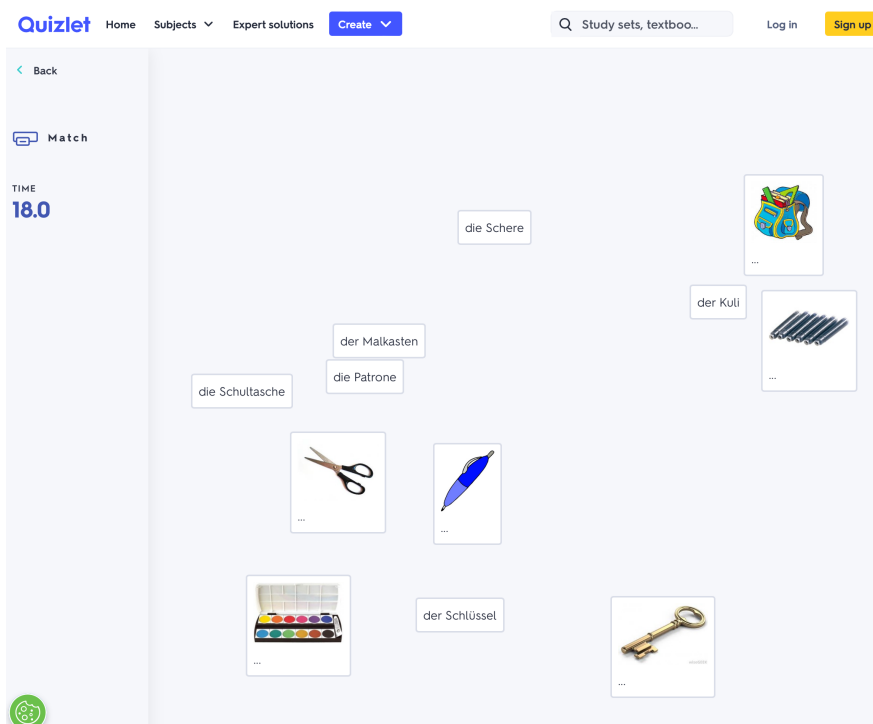 Quizlet Home Subjects Expert solutions Create Study sets, textboo... Log in Sign up
Back
Match
TIME
18.0
die Schere
...
der Kuli
...
der Malkasten
die Patrone
die Schultasche
...
...
...
der Schlüssel
...